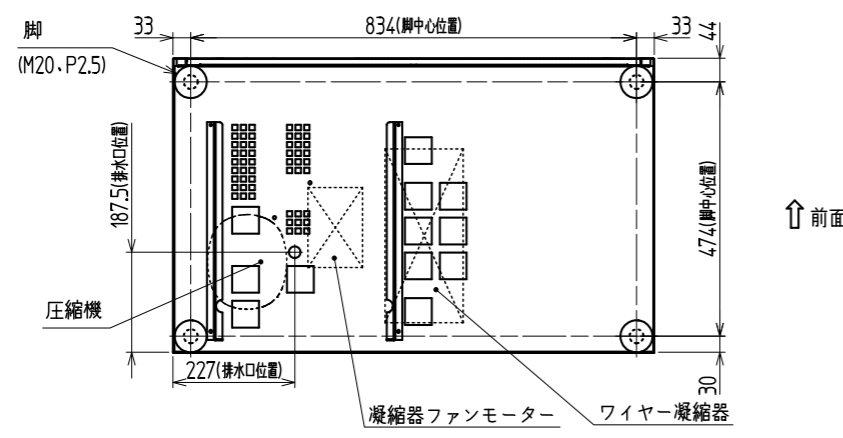 脚
(M20、P2.5)
33
834(脚中心位置)
33
44
187.5(排水口位置)
474(脚中心位置)
前面
圧縮機
227(排水口位置)
30
凝縮器ファンモーター
ワイヤー凝縮器